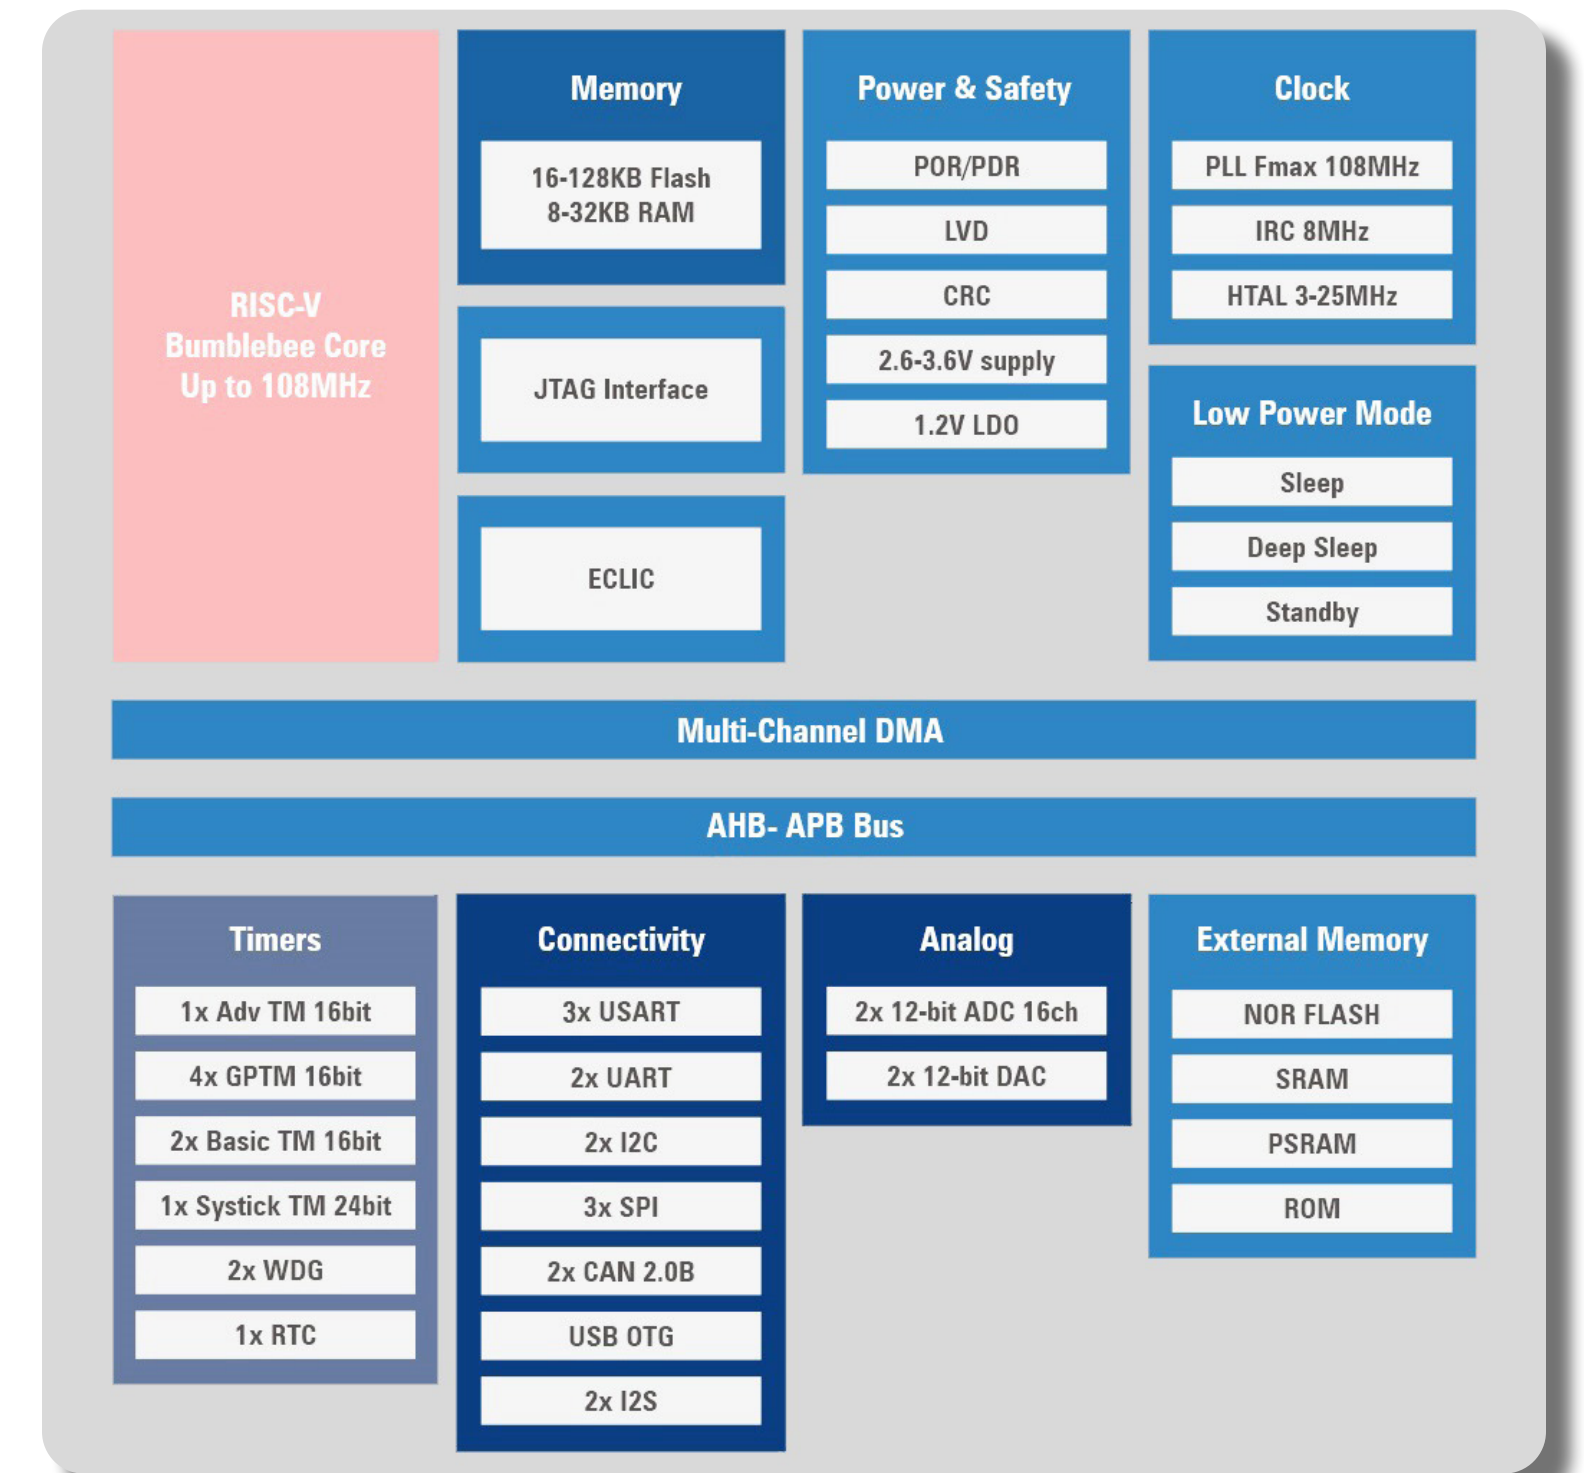 RISC-V
Bumblebee Core
Up to 108MHz
Memory
16-128KB Flash
8-32KB RAM
JTAG Interface
ECLIC
Power & Safety
POR/PDR
LVD
CRC
2.6-3.6V supply
1.2V LDO
Clock
PLL Fmax 108MHz
IRC 8MHz
HTAL 3-25MHz
Low Power Mode
Sleep
Deep Sleep
Standby
Multi-Channel DMA
AHB- APB Bus
Timers
1x Adv TM 16bit
4x GPTM 16bit
2x Basic TM 16bit
1x Systick TM 24bit
2x WDG
1x RTC
Connectivity
3x USART
2x UART
2x I2C
3x SPI
2x CAN 2.0B
USB OTG
2x I2S
Analog
2x 12-bit ADC 16ch
2x 12-bit DAC
External Memory
NOR FLASH
SRAM
PSRAM
ROM